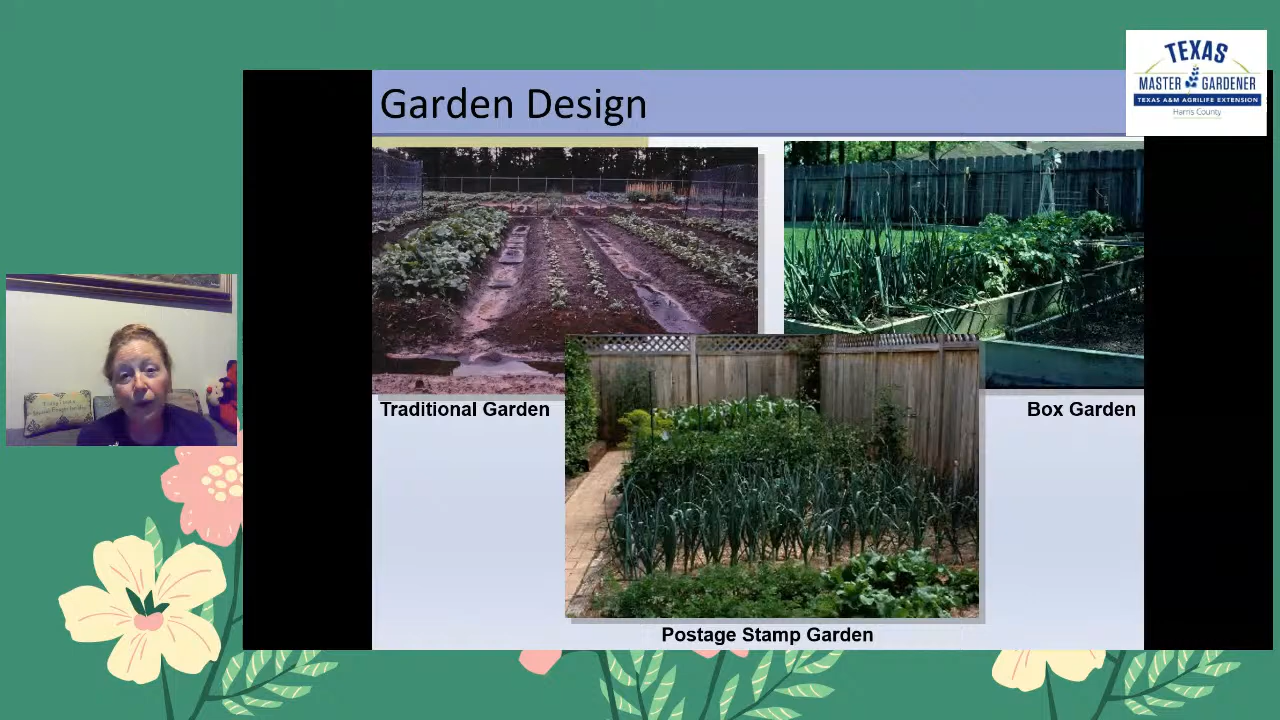 TEXAS
MASTER GARDENER
TEXAS A&M AGRILIFE EXTENSION
Harris County
Garden Design
Traditional Garden
Box Garden
Postage Stamp Garden